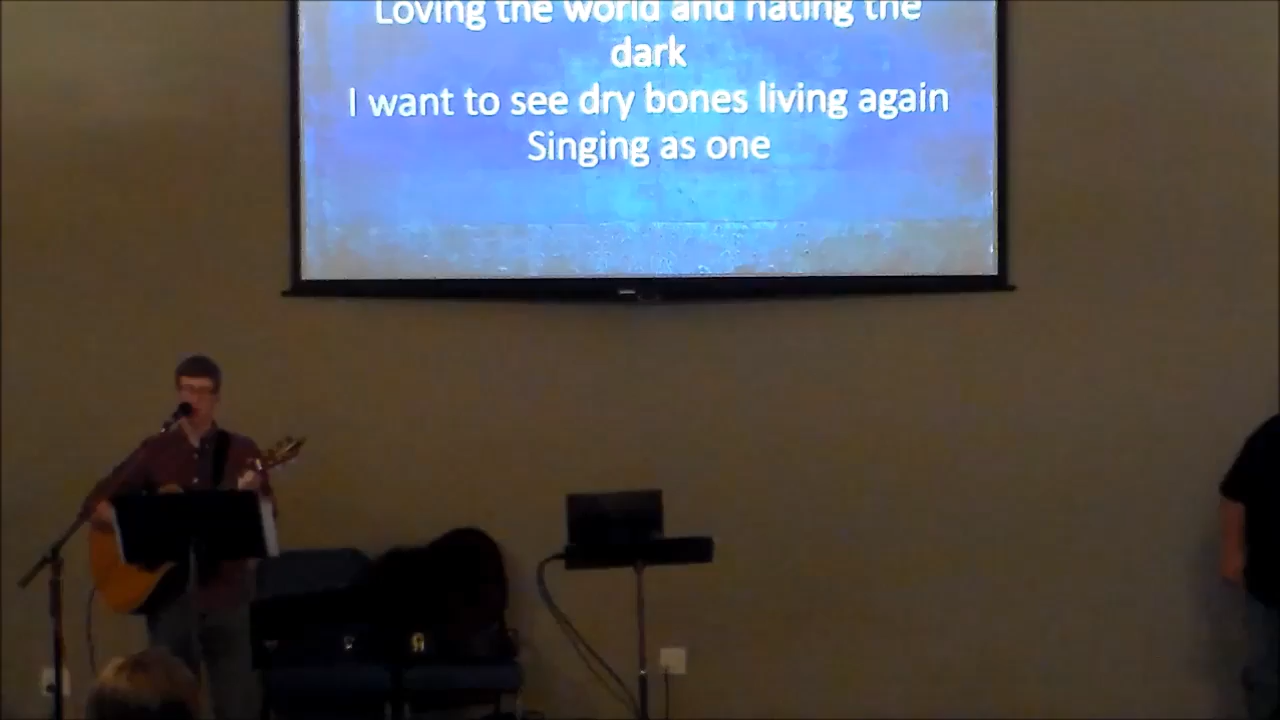 Loving the world and hating the
dark
I want to see dry bones living again
Singing as one